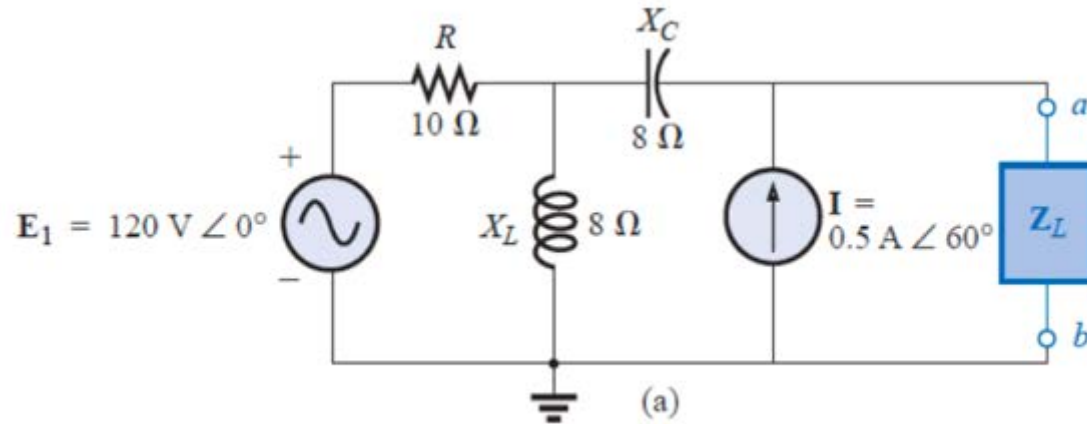 R
10 Ω
X_C
8 Ω
a
+
E₁ = 120 V ∠ 0°
−
X_L
8 Ω
I =
0.5 A ∠ 60°
Z_L
b
(a)